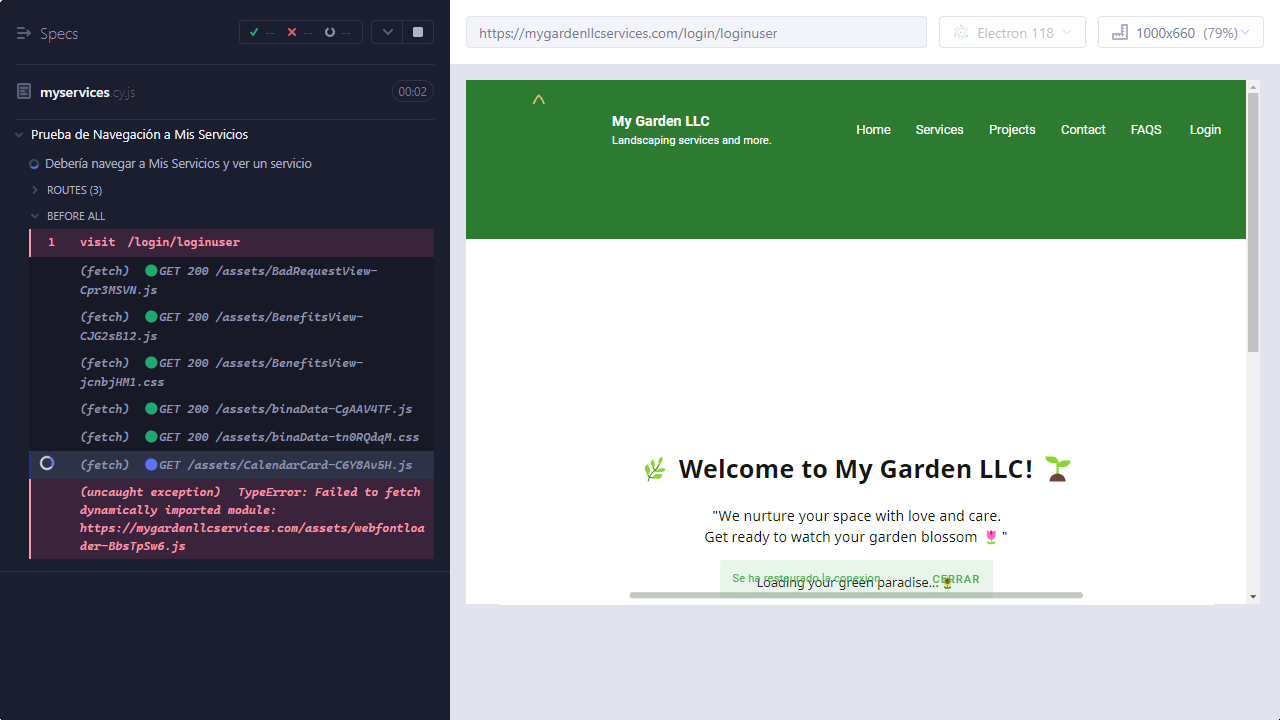 Specs
--
--
--
myservices cy.js
00:02
Prueba de Navegación a Mis Servicios
Debería navegar a Mis Servicios y ver un servicio
ROUTES (3)
BEFORE ALL
1 visit /login/loginuser
(fetch) GET 200 /assets/BadRequestView-
Cpr3MSVN.js
(fetch) GET 200 /assets/BenefitsView-
CJG2sB12.js
(fetch) GET 200 /assets/BenefitsView-
jcnbjHM1.css
(fetch) GET 200 /assets/binaData-CgAAV4TF.js
(fetch) GET 200 /assets/binaData-tn0RQdqM.css
(fetch) GET /assets/CalendarCard-C6Y8Av5H.js
(uncaught exception) TypeError: Failed to fetch
dynamically imported module:
https://mygardenllcservices.com/assets/webfontloa
der-BbsTpSw6.js
https://mygardenllcservices.com/login/loginuser
Electron 118
1000x660 (79%)
My Garden LLC
Landscaping services and more.
Home Services Projects Contact FAQS Login
🌿 Welcome to My Garden LLC! 🌱
"We nurture your space with love and care.
Get ready to watch your garden blossom 🌷"
Se ha restaurado la conexion
CERRAR
Loading your green paradise... 🌻